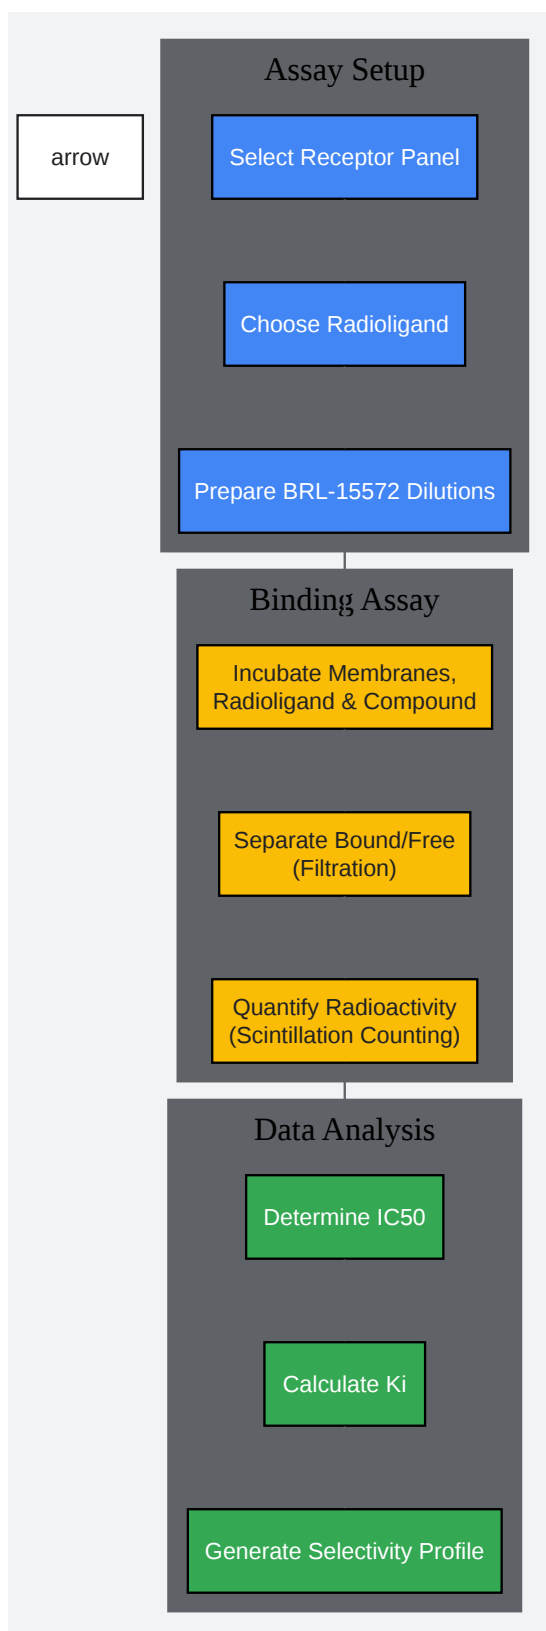 Assay Setup
arrow
Select Receptor Panel
Choose Radioligand
Prepare BRL-15572 Dilutions
Binding Assay
Incubate Membranes,
Radioligand & Compound
Separate Bound/Free
(Filtration)
Quantify Radioactivity
(Scintillation Counting)
Data Analysis
Determine IC50
Calculate Ki
Generate Selectivity Profile